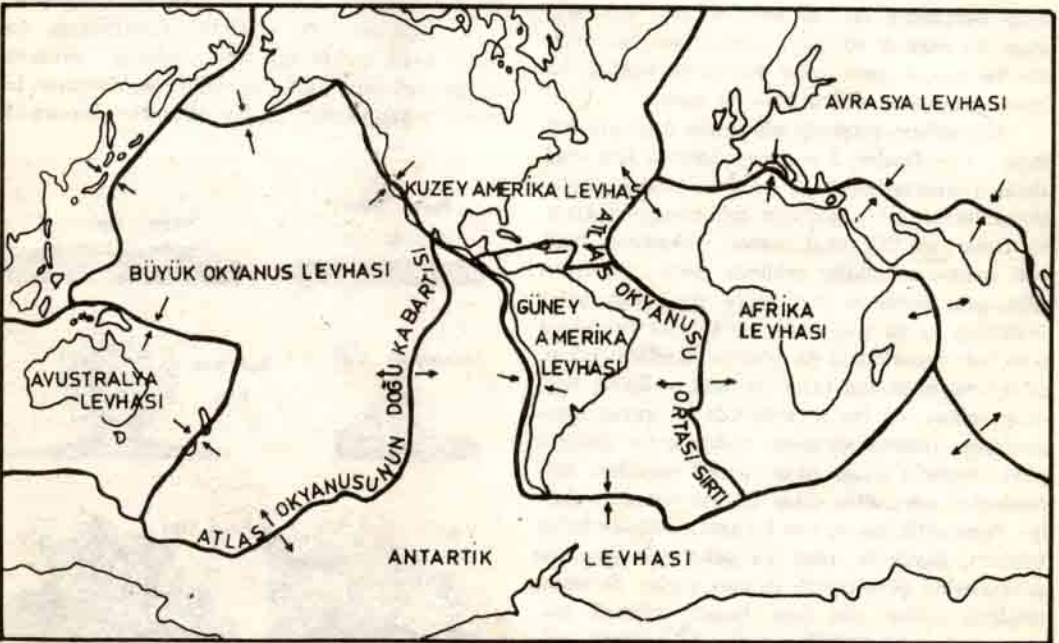 AVRASYA LEVHASI
KUZEY AMERİKA LEVHASI
BÜYÜK OKYANUS LEVHASI
ATLAS OKYANUSU ORTASI SIRTI
GÜNEY
AMERİKA
LEVHASI
AFRİKA
LEVHASI
AVUSTRALYA
LEVHASI
ATLAS OKYANUSUNUN DOĞU KABARMASI
ANTARTİK LEVHASI